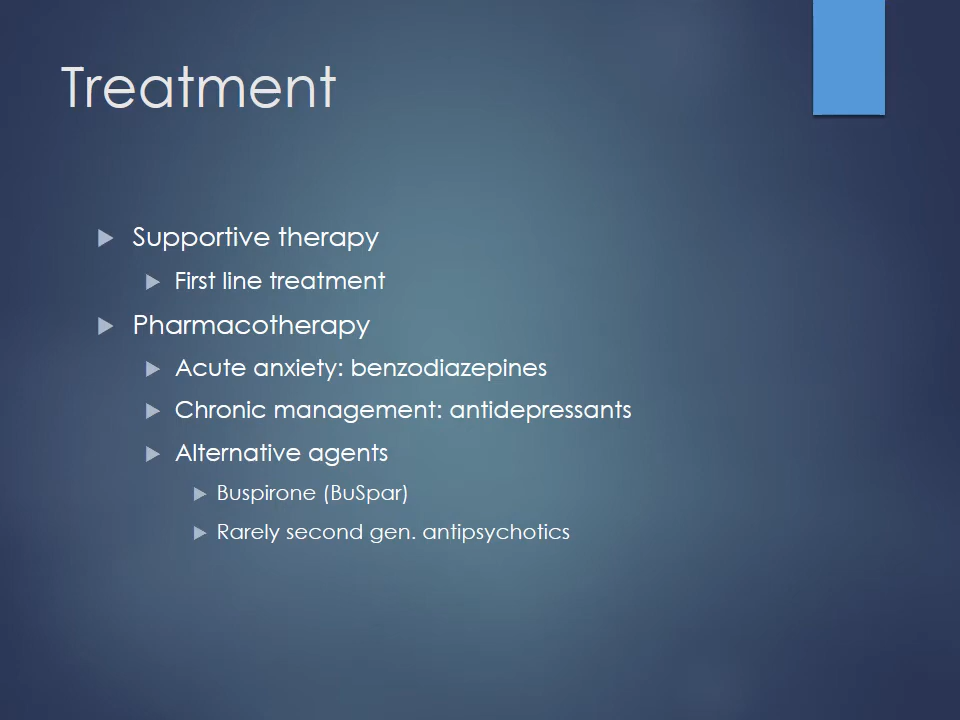 Treatment
Supportive therapy
First line treatment
Pharmacotherapy
Acute anxiety: benzodiazepines
Chronic management: antidepressants
Alternative agents
Buspirone (BuSpar)
Rarely second gen. antipsychotics